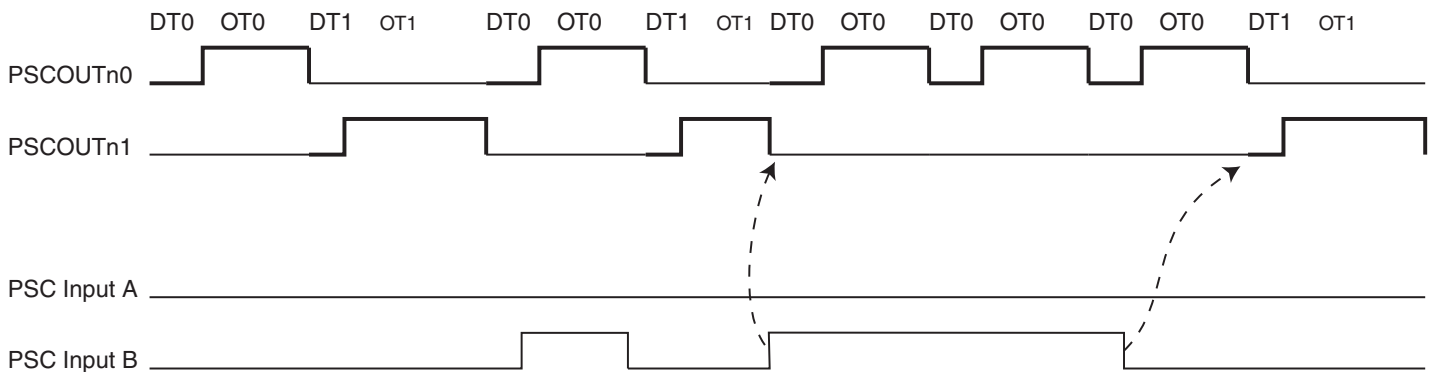 DT0 OT0 DT1 OT1 DT0 OT0 DT1 OT1 DT0 OT0 DT0 OT0 DT0 OT0 DT1 OT1
PSCOUTn0
PSCOUTn1
PSC Input A
PSC Input B